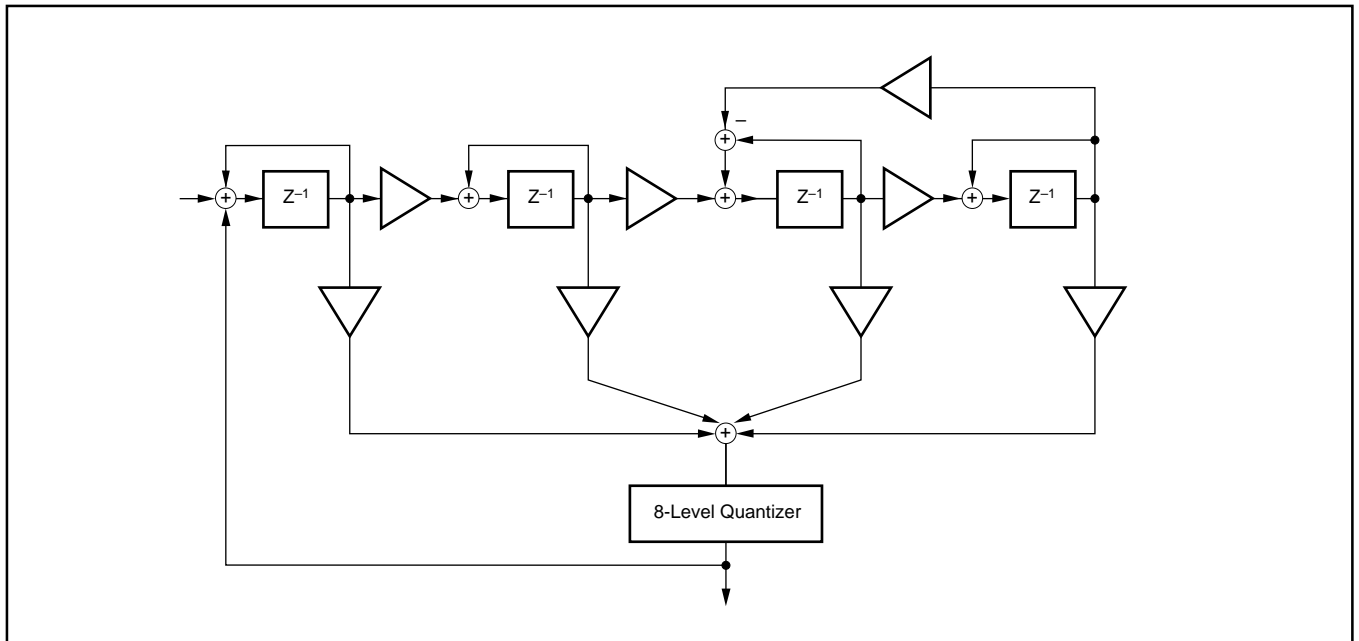 –
+
+
+
Z⁻¹
+
Z⁻¹
+
Z⁻¹
+
Z⁻¹
+
8-Level Quantizer